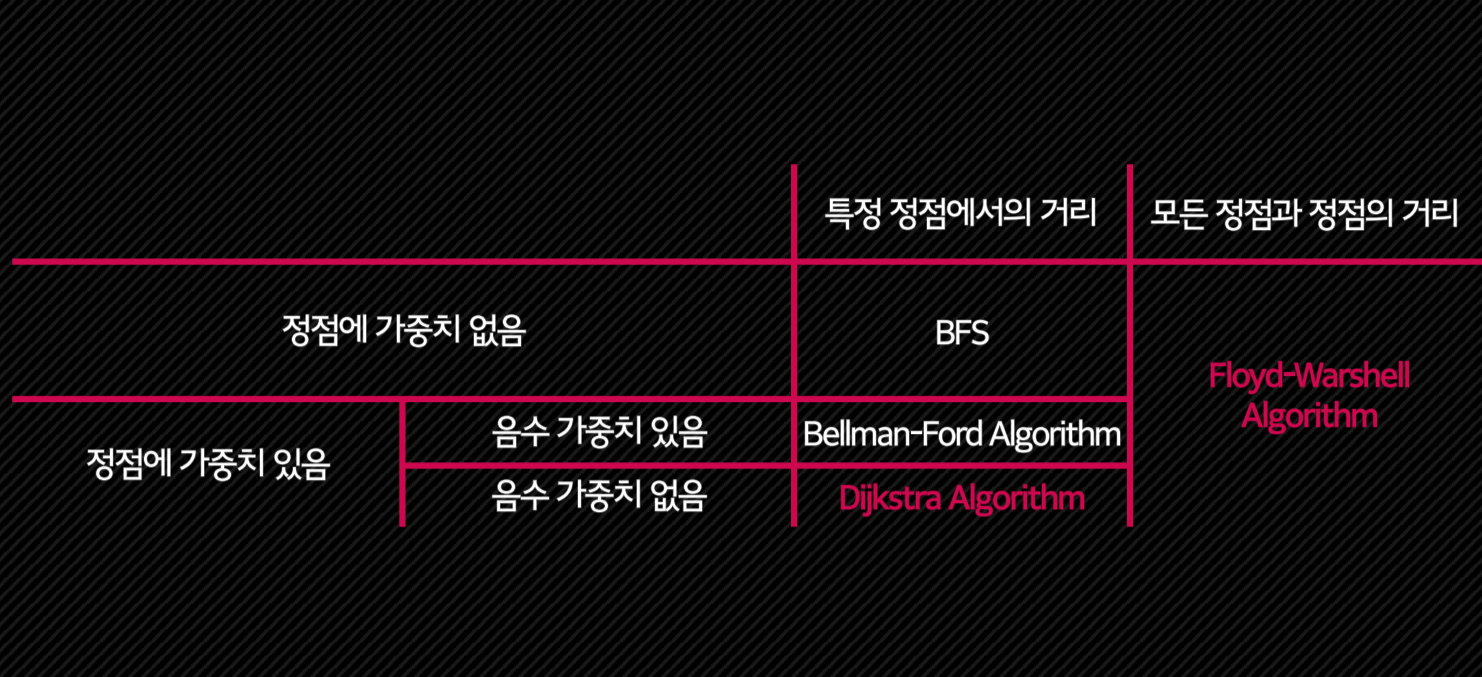 특정 정점에서의 거리
모든 정점과 정점의 거리
정점에 가중치 없음
BFS
Floyd-Warshell
Algorithm
정점에 가중치 있음
음수 가중치 있음
Bellman-Ford Algorithm
음수 가중치 없음
Dijkstra Algorithm